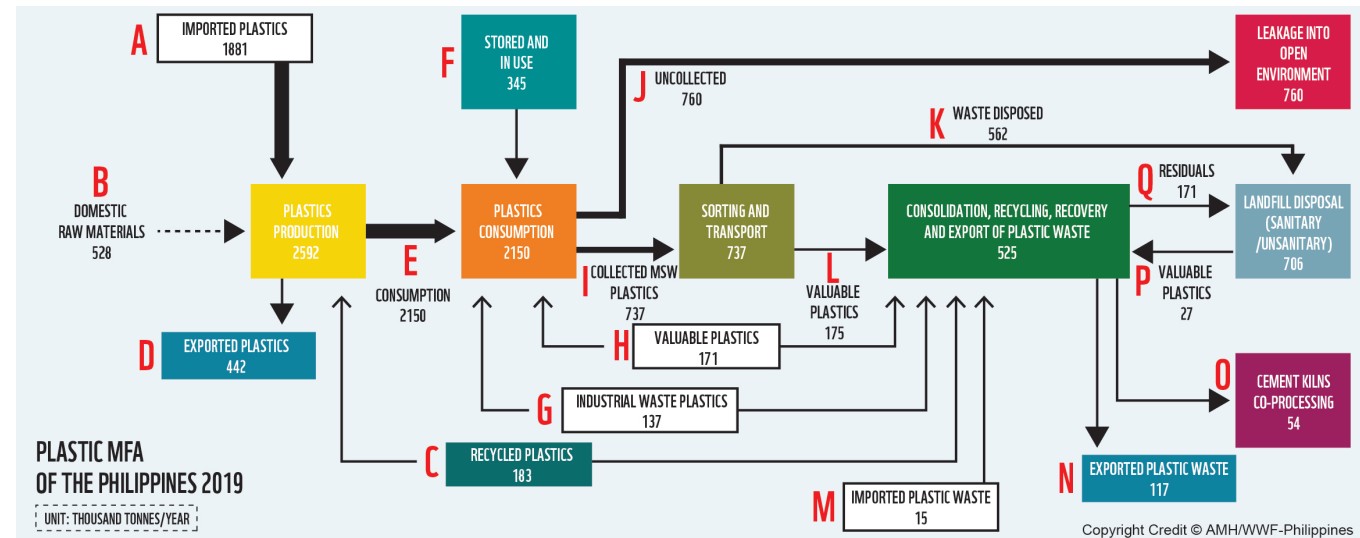 A
IMPORTED PLASTICS
1881
F
STORED AND
IN USE
345
J
UNCOLLECTED
760
LEAKAGE INTO
OPEN
ENVIRONMENT
760
K
WASTE DISPOSED
562
B
DOMESTIC
RAW MATERIALS
528
PLASTICS
PRODUCTION
2592
E
CONSUMPTION
2150
PLASTICS
CONSUMPTION
2150
I
COLLECTED MSW
PLASTICS
737
SORTING AND
TRANSPORT
737
L
VALUABLE
PLASTICS
175
CONSOLIDATION, RECYCLING, RECOVERY
AND EXPORT OF PLASTIC WASTE
525
Q
RESIDUALS
171
P
VALUABLE
PLASTICS
27
LANDFILL DISPOSAL
(SANITARY
/UNSANITARY)
706
D
EXPORTED PLASTICS
442
H
VALUABLE PLASTICS
171
G
INDUSTRIAL WASTE PLASTICS
137
C
RECYCLED PLASTICS
183
M
IMPORTED PLASTIC WASTE
15
N
EXPORTED PLASTIC WASTE
117
O
CEMENT KILNS
CO-PROCESSING
54
PLASTIC MFA
OF THE PHILIPPINES 2019
UNIT: THOUSAND TONNES/YEAR
Copyright Credit © AMH/WWF-Philippines